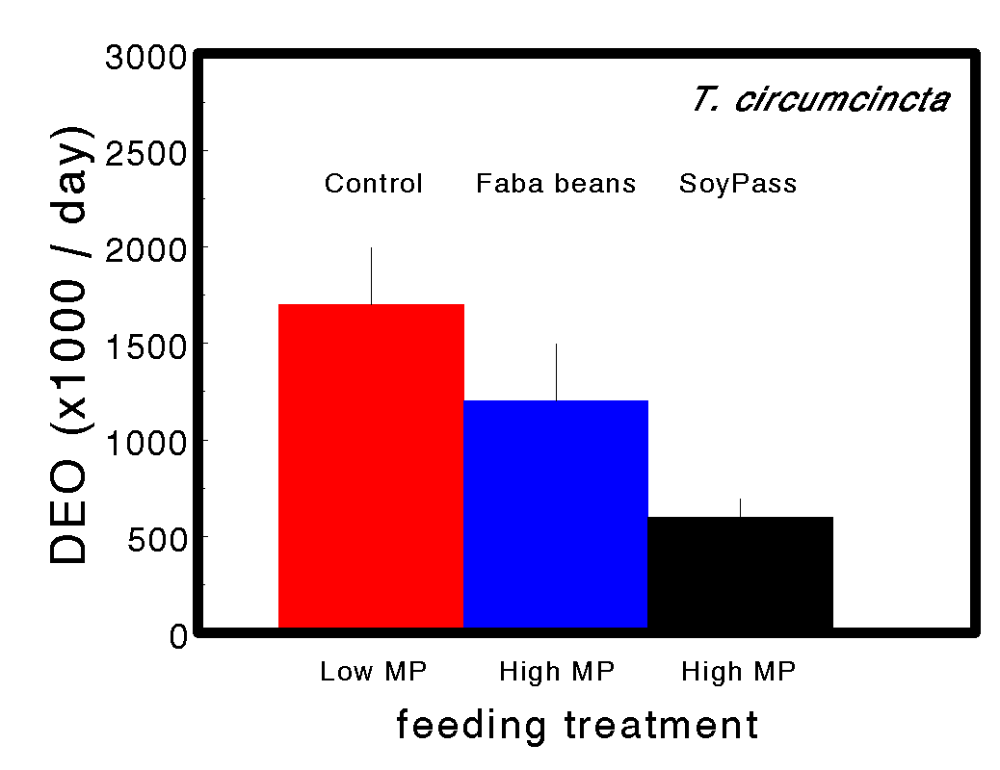 3000
2500
2000
1500
1000
500
0
DEO (x1000 / day)
T. circumcincta
Control Faba beans SoyPass
Low MP High MP High MP
feeding treatment